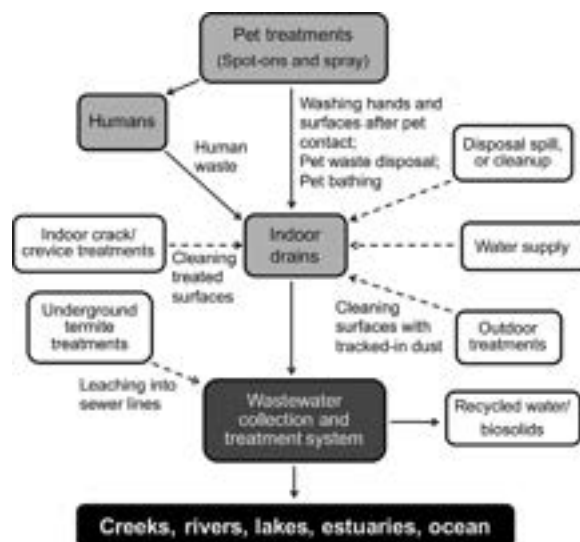 Pet treatments
(Spot-ons and spray)
Humans
Washing hands and
surfaces after pet
contact;
Pet waste disposal;
Pet bathing
Human
waste
Disposal spill,
or cleanup
Indoor crack/
crevice treatments
Indoor
drains
Water supply
Cleaning
treated
surfaces
Underground
termite
treatments
Cleaning
surfaces with
tracked-in dust
Outdoor
treatments
Leaching into
sewer lines
Wastewater
collection and
treatment system
Recycled water/
biosolids
Creeks, rivers, lakes, estuaries, ocean